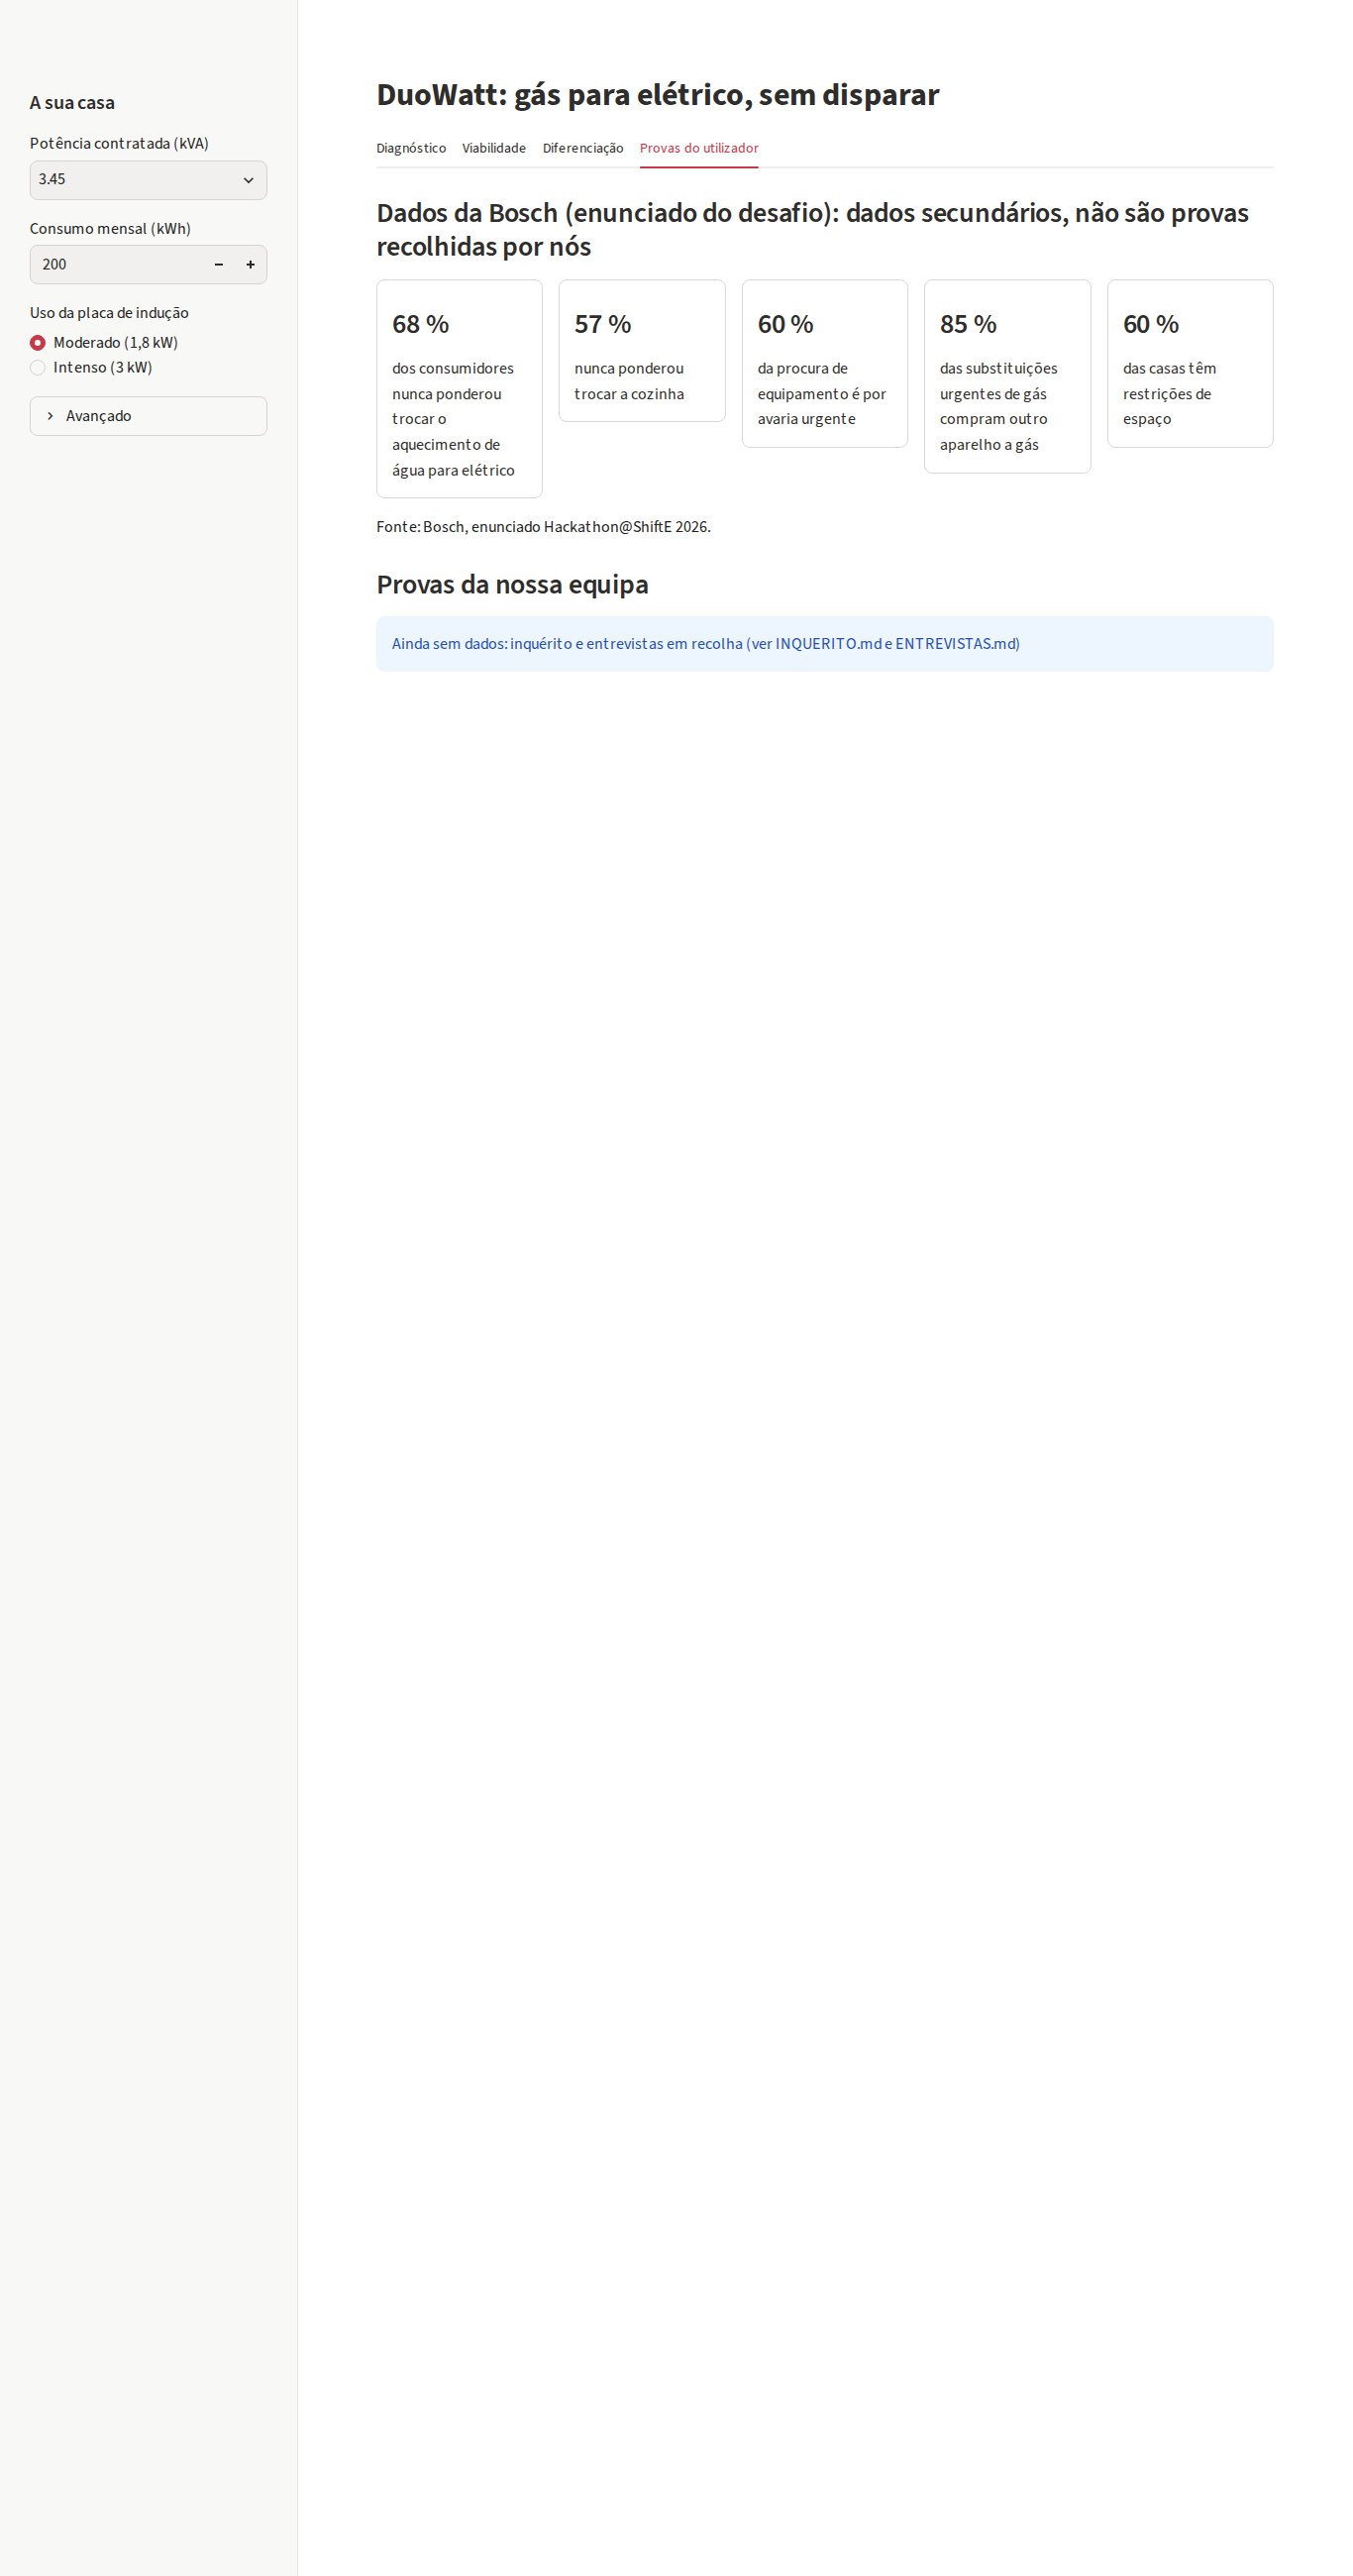 A sua casa
Potência contratada (kVA)
3.45
Consumo mensal (kWh)
200
Uso da placa de indução
Moderado (1,8 kW)
Intenso (3 kW)
Avançado
DuoWatt: gás para elétrico, sem disparar
Diagnóstico Viabilidade Diferenciação Provas do utilizador
Dados da Bosch (enunciado do desafio): dados secundários, não são provas
recolhidas por nós
68 %
dos consumidores
nunca ponderou
trocar o
aquecimento de
água para elétrico
57 %
nunca ponderou
trocar a cozinha
60 %
da procura de
equipamento é por
avaria urgente
85 %
das substituições
urgentes de gás
compram outro
aparelho a gás
60 %
das casas têm
restrições de
espaço
Fonte: Bosch, enunciado Hackathon@ShiftE 2026.
Provas da nossa equipa
Ainda sem dados: inquérito e entrevistas em recolha (ver INQUERITO.md e ENTREVISTAS.md)